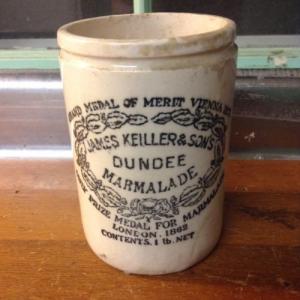 GRAND MEDAL OF MERIT VIENNA
JAMES KEILLER & SON'S
DUNDEE
MARMALADE
PRIZE MEDAL FOR MARMALADE
LONDON. 1862
CONTENTS. 1 lb. NET